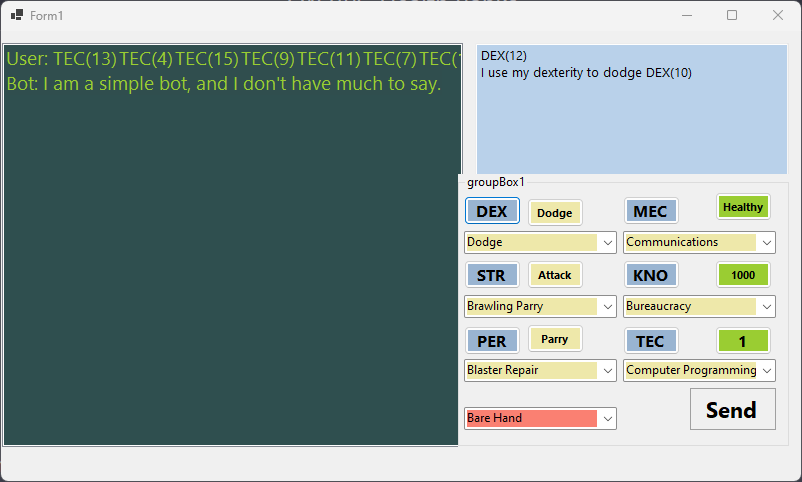 Form1
User: TEC(13)TEC(4)TEC(15)TEC(9)TEC(11)TEC(7)TEC(1
Bot: I am a simple bot, and I don't have much to say.
DEX(12)
I use my dexterity to dodge DEX(10)
groupBox1
DEX Dodge MEC Healthy
Dodge Communications
STR Attack KNO 1000
Brawling Parry Bureaucracy
PER Parry TEC 1
Blaster Repair Computer Programming
Bare Hand Send